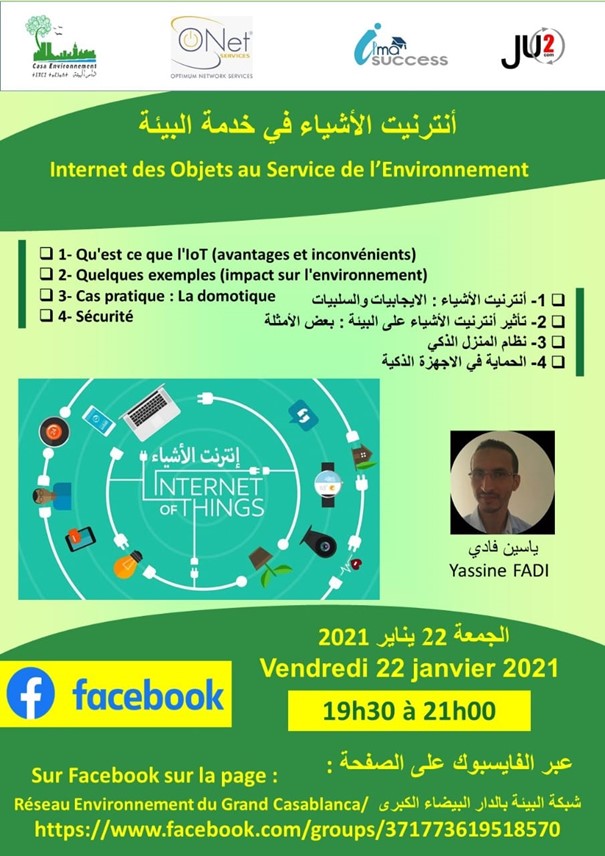 Casa Environnement
ONet
SERVICES
OPTIMUM NETWORK SERVICES
ilma
success
JU2
com
أنترنيت الأشياء في خدمة البيئة
Internet des Objets au Service de l’Environnement
❑ 1- Qu'est ce que l'IoT (avantages et inconvénients)
❑ 2- Quelques exemples (impact sur l'environnement)
❑ 3- Cas pratique : La domotique
❑ 4- Sécurité
❑ 1- أنترنيت الأشياء : الايجابيات والسلبيات
❑ 2- تأثير أنترنيت الأشياء على البيئة : بعض الأمثلة
❑ 3- نظام المنزل الذكي
❑ 4- الحماية في الاجهزة الذكية
إنترنت الأشياء
INTERNET
OF THINGS
ياسين فادي
Yassine FADI
الجمعة 22 يناير 2021
Vendredi 22 janvier 2021
19h30 à 21h00
facebook
عبر الفايسبوك على الصفحة :
Sur Facebook sur la page :
Réseau Environnement du Grand Casablanca/ شبكة البيئة بالدار البيضاء الكبرى
https://www.facebook.com/groups/371773619518570